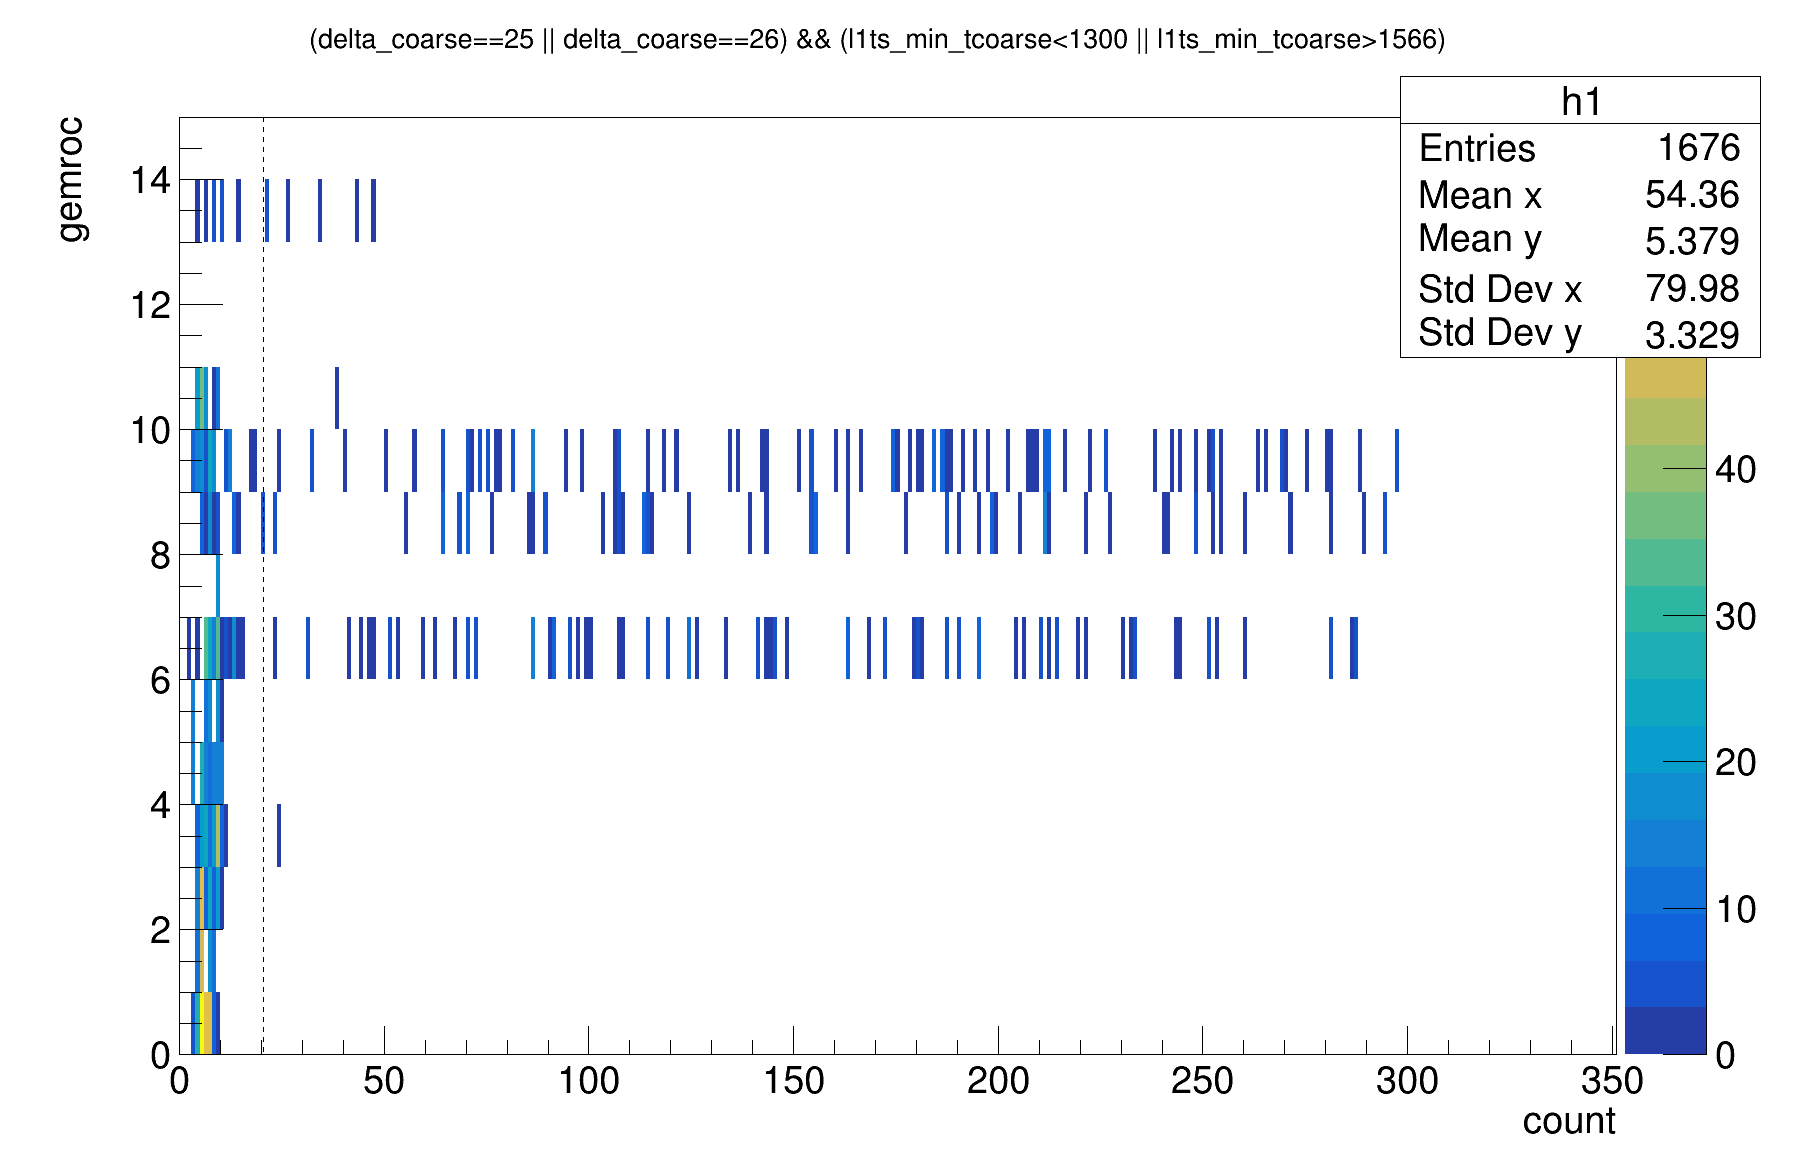 (delta_coarse==25 || delta_coarse==26) && (l1ts_min_tcoarse<1300 || l1ts_min_tcoarse>1566)
h1
Entries 1676
Mean x 54.36
Mean y 5.379
Std Dev x 79.98
Std Dev y 3.329
gemroc
14
12
10
8
6
4
2
0
40
30
20
10
0
0 50 100 150 200 250 300 350
count